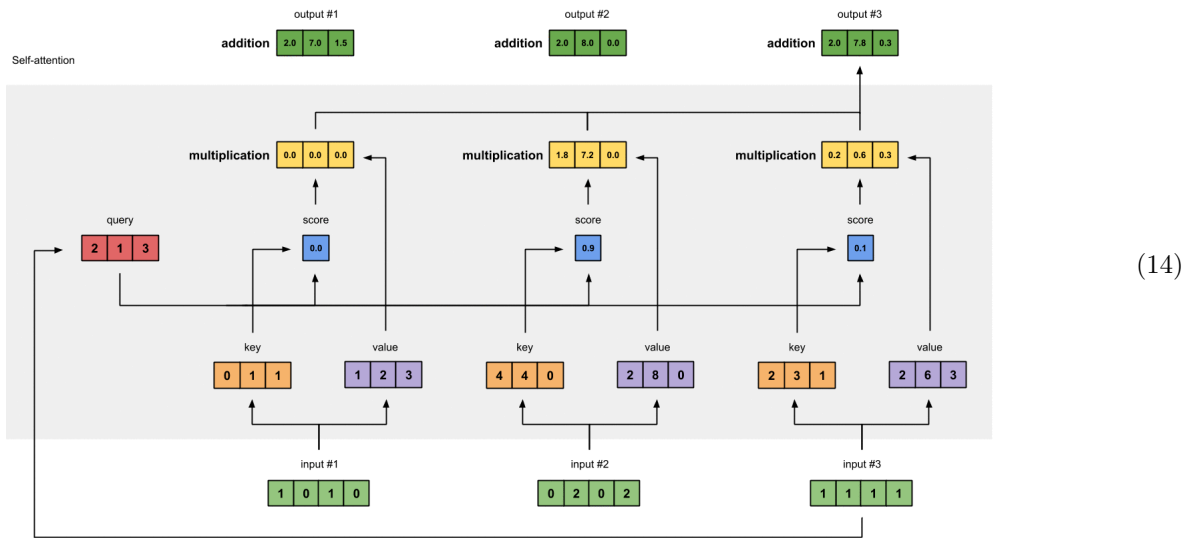 output #1 output #2 output #3
addition 2.0 7.0 1.5 addition 2.0 8.0 0.0 addition 2.0 7.8 0.3
Self-attention
multiplication 0.0 0.0 0.0 multiplication 1.8 7.2 0.0 multiplication 0.2 0.6 0.3
query score score score
2 1 3 0.0 0.9 0.1
(14)
key value key value key value
0 1 1 1 2 3 4 4 0 2 8 0 2 3 1 2 6 3
input #1 input #2 input #3
1 0 1 0 0 2 0 2 1 1 1 1